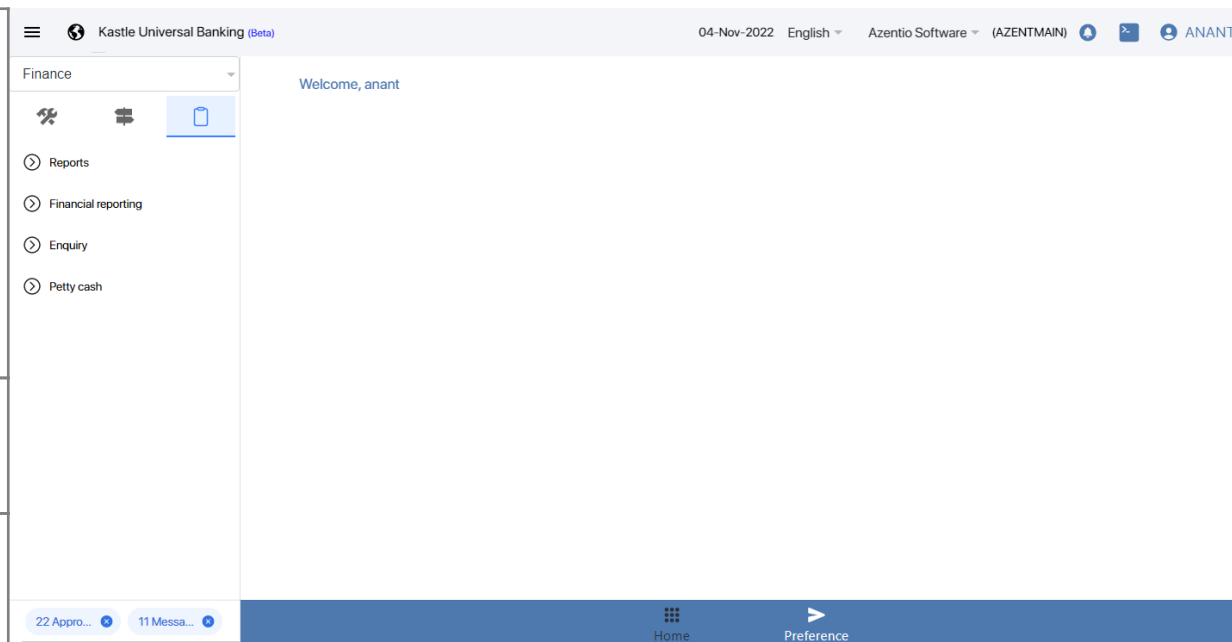 Kastle Universal Banking (Beta)
04-Nov-2022 English Azentio Software (AZENTMAIN) ANANT
Finance
Welcome, anant
Reports
Financial reporting
Enquiry
Petty cash
22 Appro... 11 Messa...
Home Preference